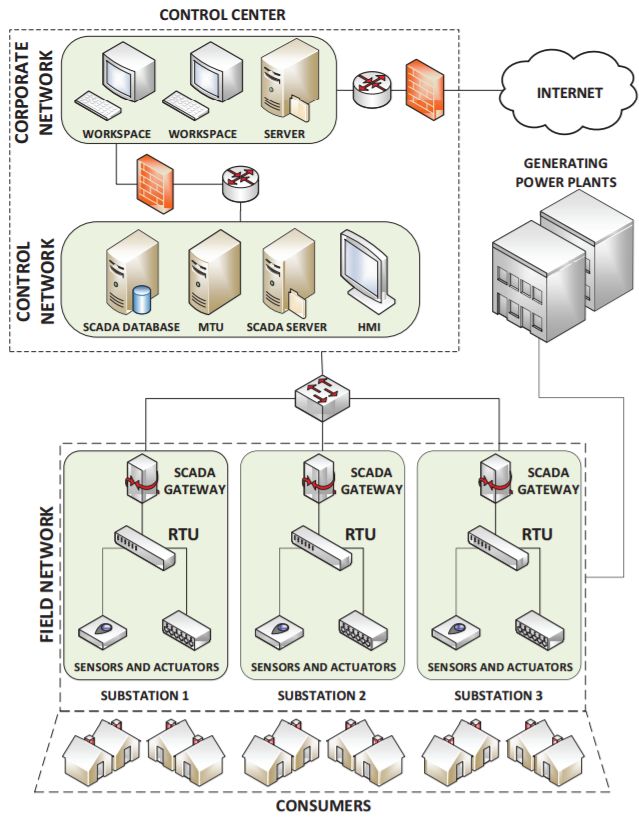 CONTROL CENTER
CORPORATE
NETWORK
WORKSPACE
WORKSPACE
SERVER
INTERNET
GENERATING
POWER PLANTS
CONTROL
NETWORK
SCADA DATABASE
MTU
SCADA SERVER
HMI
FIELD NETWORK
SCADA
GATEWAY
RTU
SENSORS AND ACTUATORS
SUBSTATION 1
SCADA
GATEWAY
RTU
SENSORS AND ACTUATORS
SUBSTATION 2
SCADA
GATEWAY
RTU
SENSORS AND ACTUATORS
SUBSTATION 3
CONSUMERS